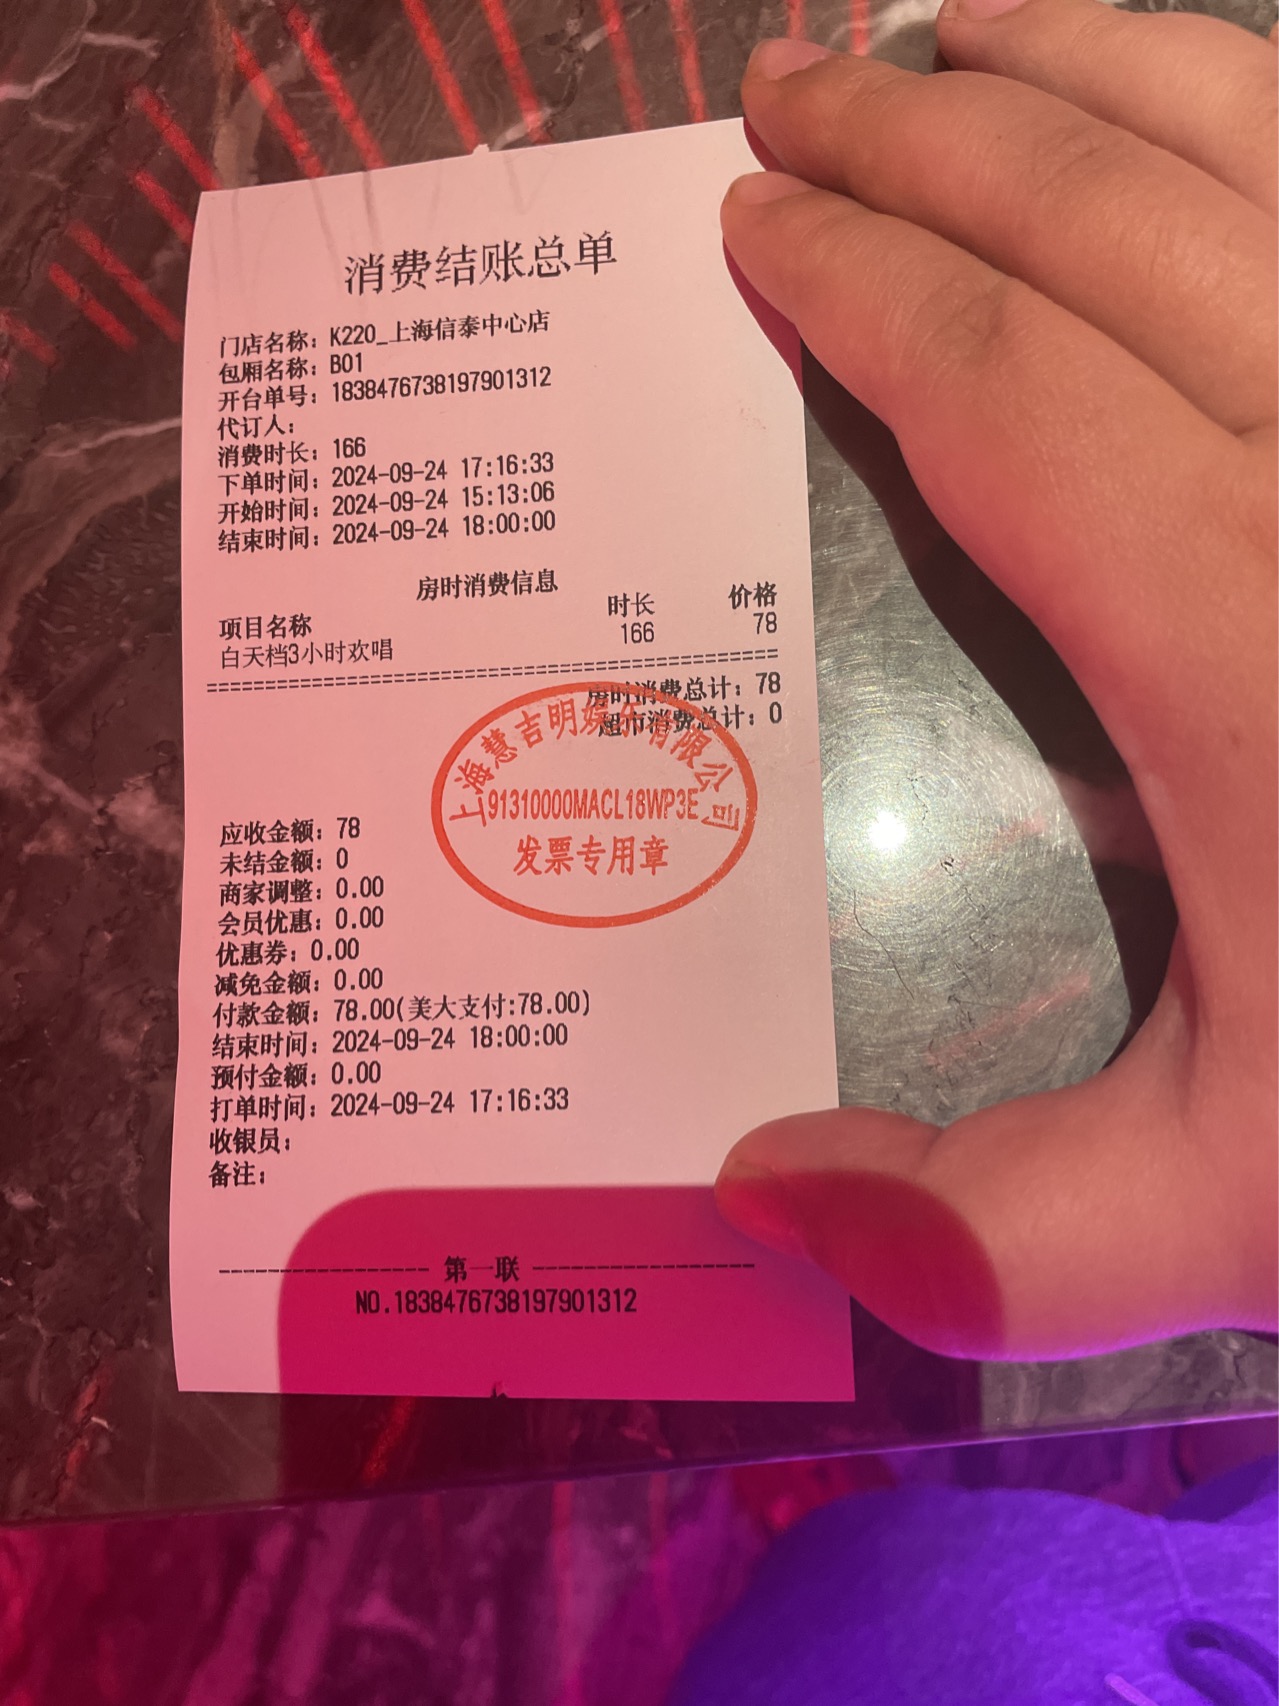 消费结账总单
门店名称：K220_上海信泰中心店
包厢名称：B01
开台单号：1838476738197901312
代订人：
消费时长：166
下单时间：2024-09-24 17:16:33
开始时间：2024-09-24 15:13:06
结束时间：2024-09-24 18:00:00
房时消费信息
项目名称 时长 价格
白天档3小时欢唱 166 78
房时消费总计：78
超市消费总计：0
上海慧吉明娱乐有限公司
91310000MACL18WP3E
发票专用章
应收金额：78
未结金额：0
商家调整：0.00
会员优惠：0.00
优惠券：0.00
减免金额：0.00
付款金额：78.00(美大支付:78.00)
结束时间：2024-09-24 18:00:00
预付金额：0.00
打单时间：2024-09-24 17:16:33
收银员：
备注：
第一联
NO.1838476738197901312